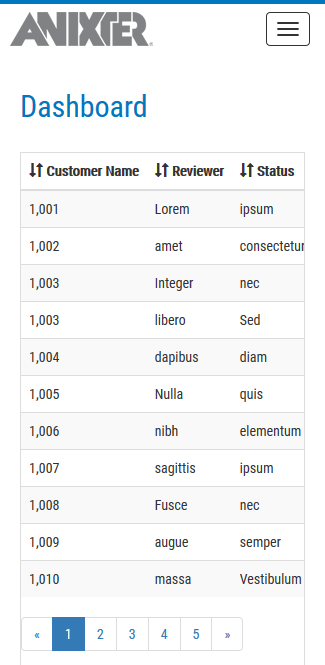 ANIXTER
Dashboard
Customer Name Reviewer Status
1,001 Lorem ipsum
1,002 amet consectetur
1,003 Integer nec
1,003 libero Sed
1,004 dapibus diam
1,005 Nulla quis
1,006 nibh elementum
1,007 sagittis ipsum
1,008 Fusce nec
1,009 augue semper
1,010 massa Vestibulum
« 1 2 3 4 5 »